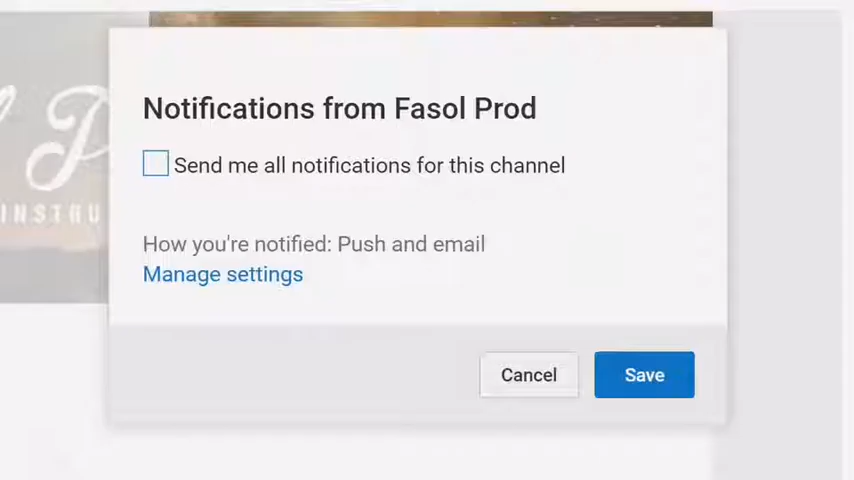 INSTRU
Notifications from Fasol Prod
Send me all notifications for this channel
How you're notified: Push and email
Manage settings
Cancel
Save